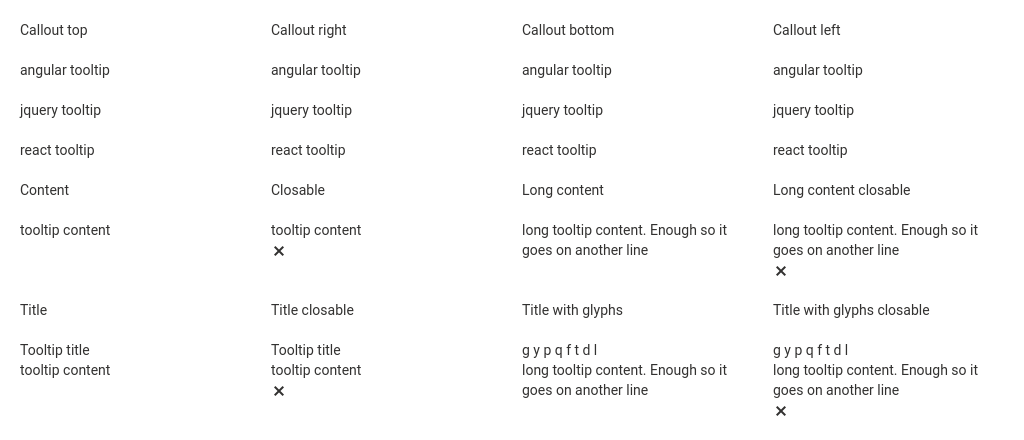 Callout top
Callout right
Callout bottom
Callout left
angular tooltip
angular tooltip
angular tooltip
angular tooltip
jquery tooltip
jquery tooltip
jquery tooltip
jquery tooltip
react tooltip
react tooltip
react tooltip
react tooltip
Content
Closable
Long content
Long content closable
tooltip content
tooltip content
long tooltip content. Enough so it
goes on another line
long tooltip content. Enough so it
goes on another line
Title
Title closable
Title with glyphs
Title with glyphs closable
Tooltip title
tooltip content
Tooltip title
tooltip content
g y p q f t d l
long tooltip content. Enough so it
goes on another line
g y p q f t d l
long tooltip content. Enough so it
goes on another line